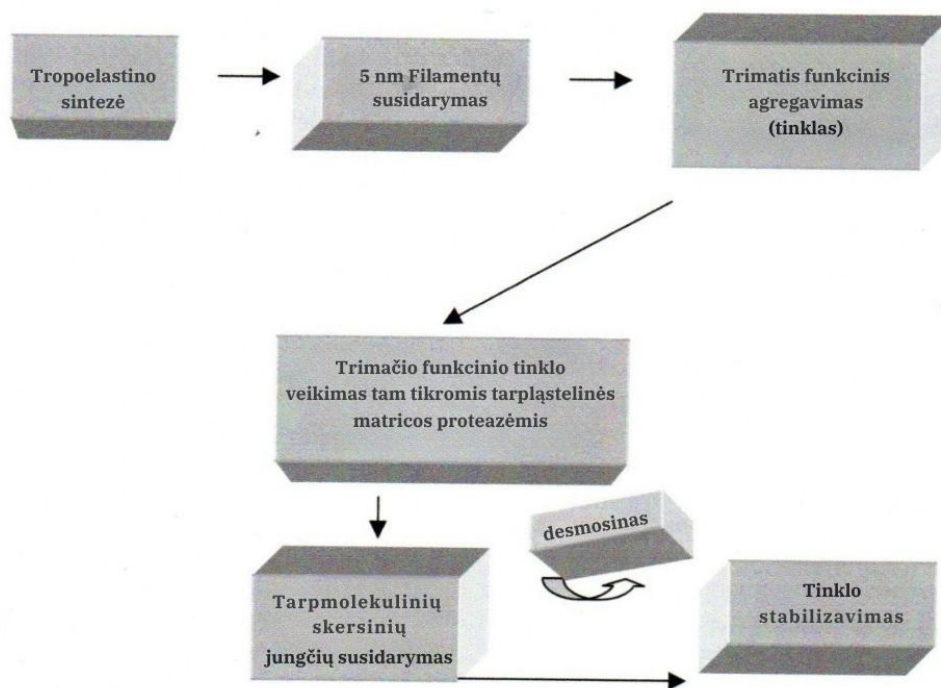 Tropoelastino
sintezė
5 nm Filamentų
susidarymas
Trimatis funkcinis
agregavimas
(tinklas)
Trimačio funkcinio tinklo
veikimas tam tikromis tarpląstelinės
matricos proteazėmis
desmosinas
Tarpmolekulinių
skersinių
jungčių susidarymas
Tinklo
stabilizavimas